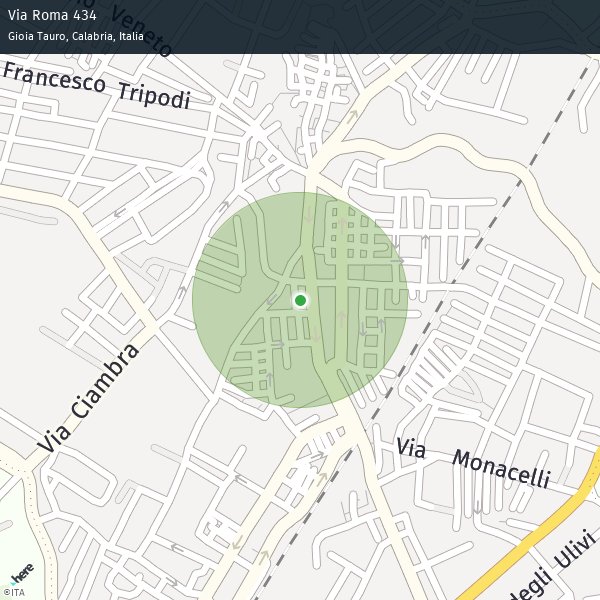 Via Roma 434
Gioia Tauro, Calabria, Italia
Veneto
Francesco Tripodi
Via Ciambra
Via Monacelli
degli Ulivi
here
©ITA